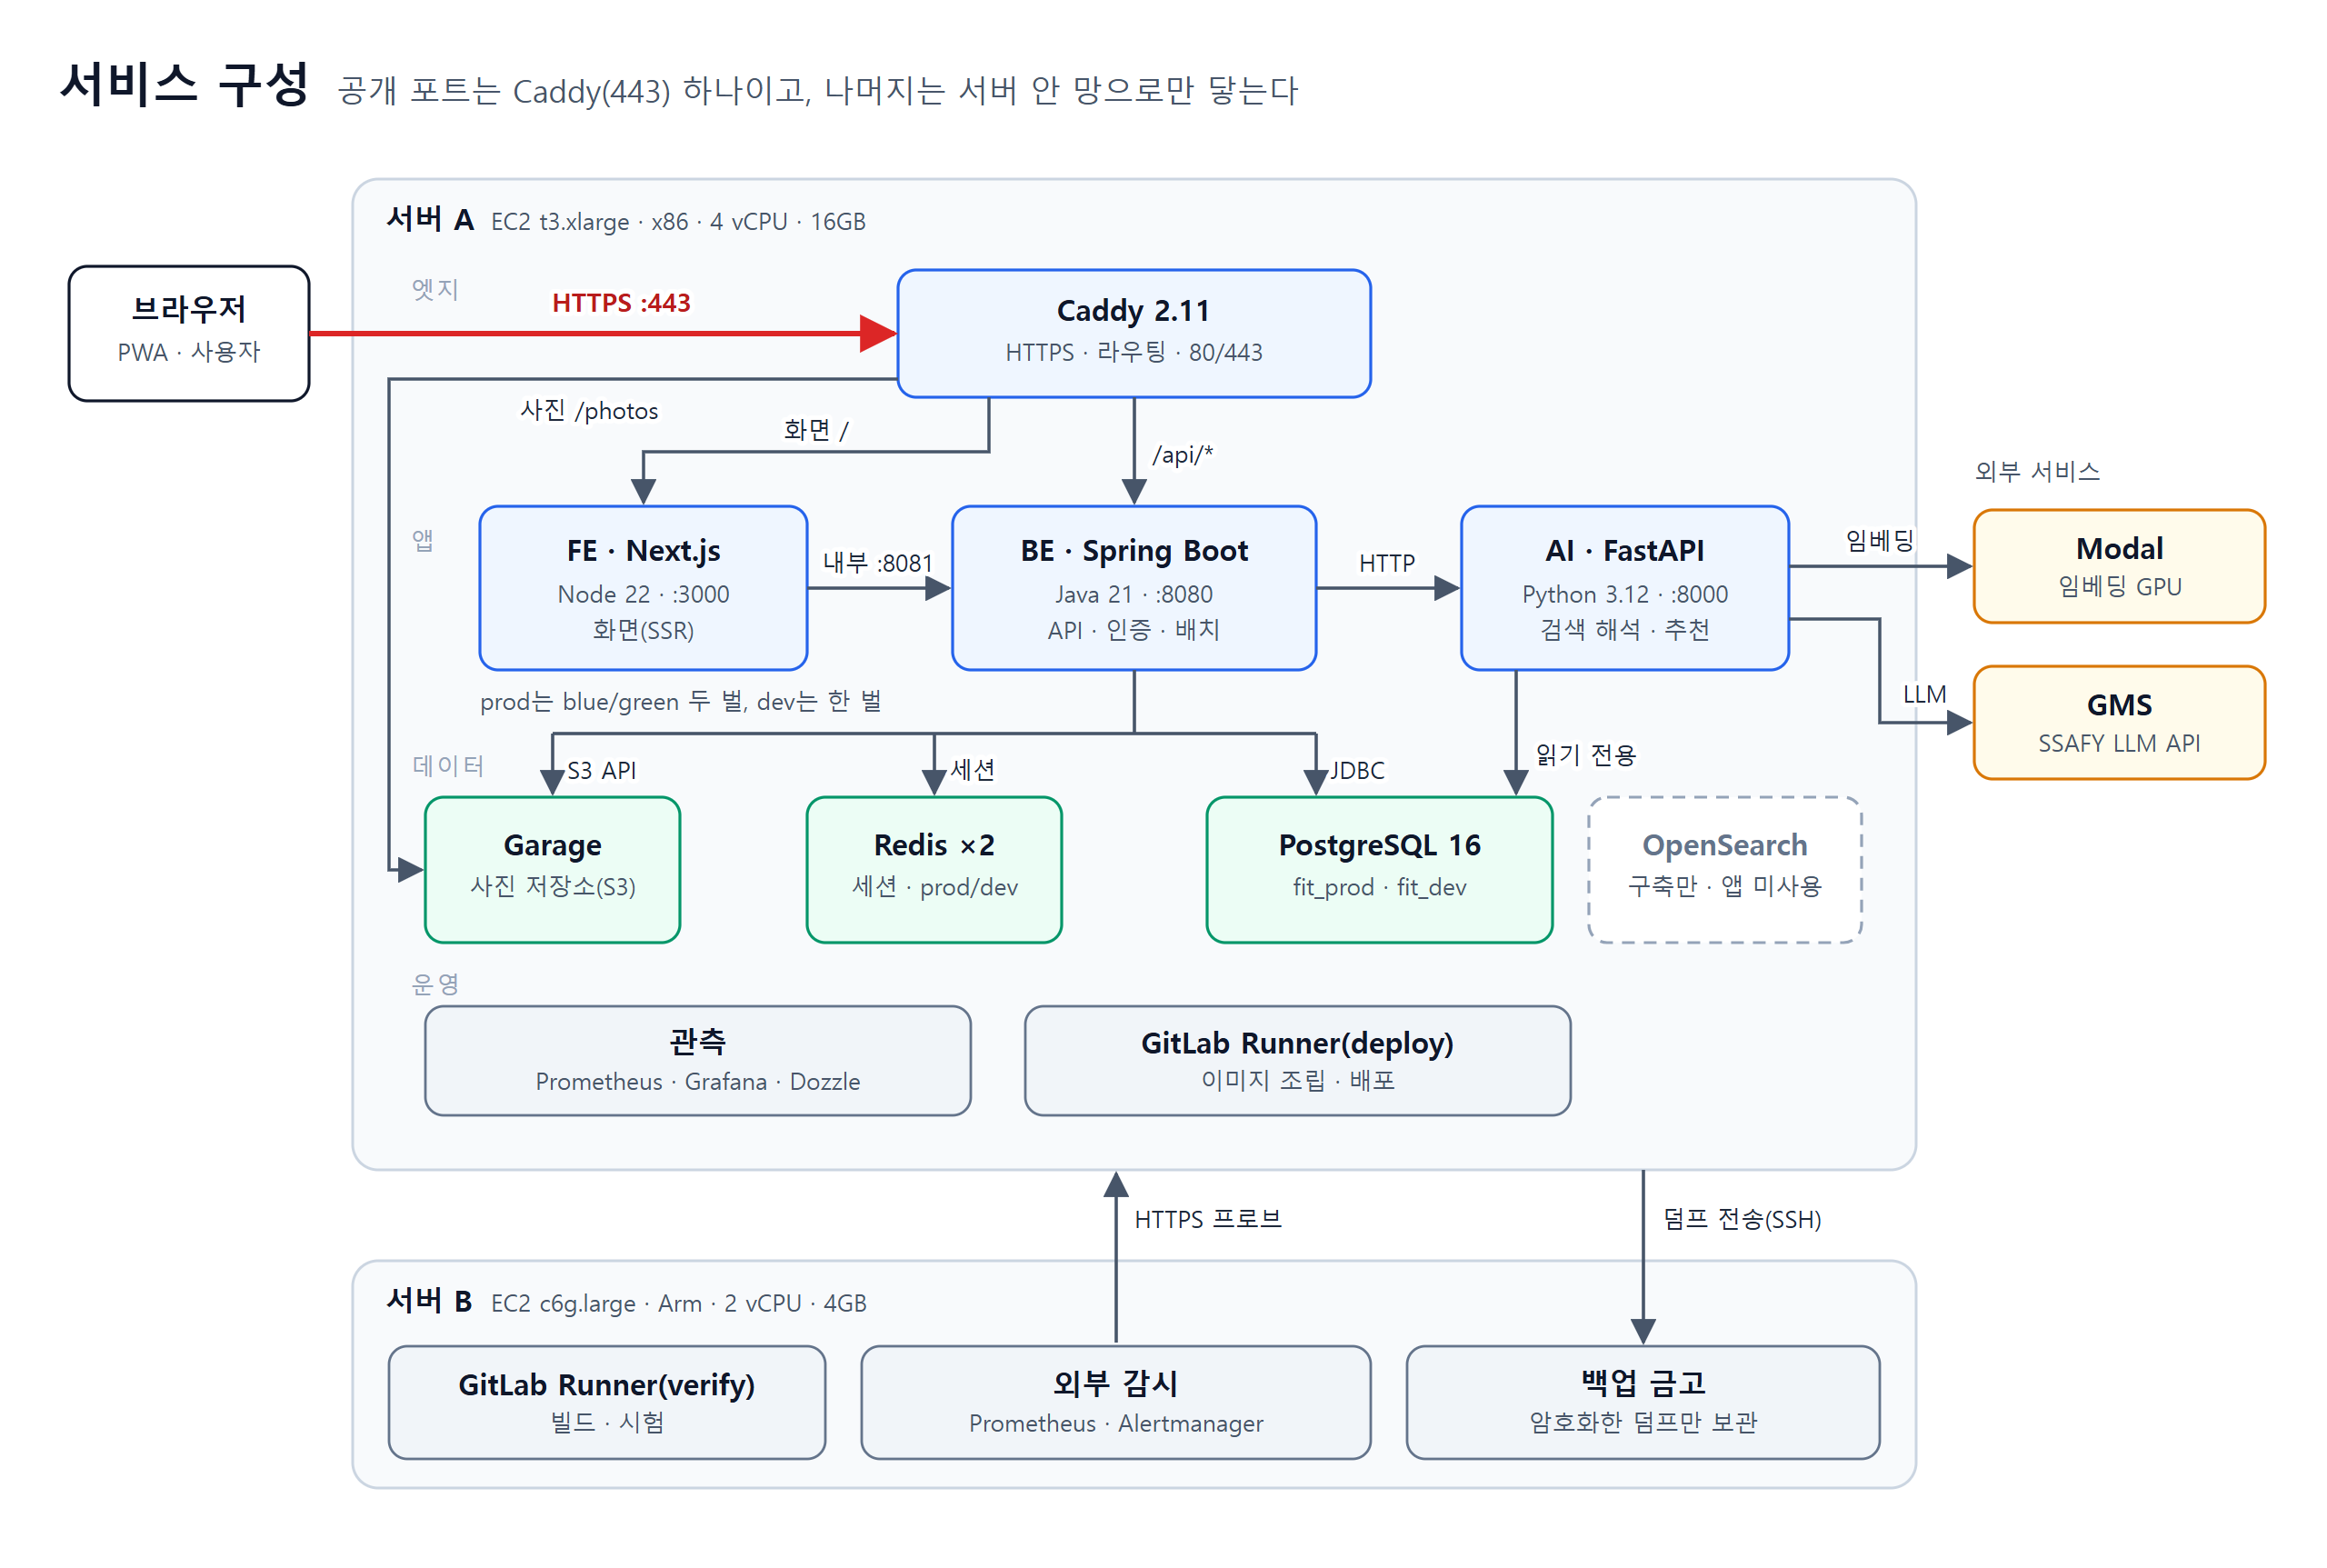 서비스 구성 공개 포트는 Caddy(443) 하나이고, 나머지는 서버 안 망으로만 닿는다
서버 A EC2 t3.xlarge · x86 · 4 vCPU · 16GB
브라우저
PWA · 사용자
엣지
HTTPS :443
Caddy 2.11
HTTPS · 라우팅 · 80/443
사진 /photos
화면 /
/api/*
앱
FE · Next.js
Node 22 · :3000
화면(SSR)
내부 :8081
BE · Spring Boot
Java 21 · :8080
API · 인증 · 배치
HTTP
AI · FastAPI
Python 3.12 · :8000
검색 해석 · 추천
외부 서비스
임베딩
Modal
임베딩 GPU
LLM
GMS
SSAFY LLM API
prod는 blue/green 두 벌, dev는 한 벌
데이터
S3 API
세션
JDBC
읽기 전용
Garage
사진 저장소(S3)
Redis ×2
세션 · prod/dev
PostgreSQL 16
fit_prod · fit_dev
OpenSearch
구축만 · 앱 미사용
운영
관측
Prometheus · Grafana · Dozzle
GitLab Runner(deploy)
이미지 조립 · 배포
HTTPS 프로브
덤프 전송(SSH)
서버 B EC2 c6g.large · Arm · 2 vCPU · 4GB
GitLab Runner(verify)
빌드 · 시험
외부 감시
Prometheus · Alertmanager
백업 금고
암호화한 덤프만 보관